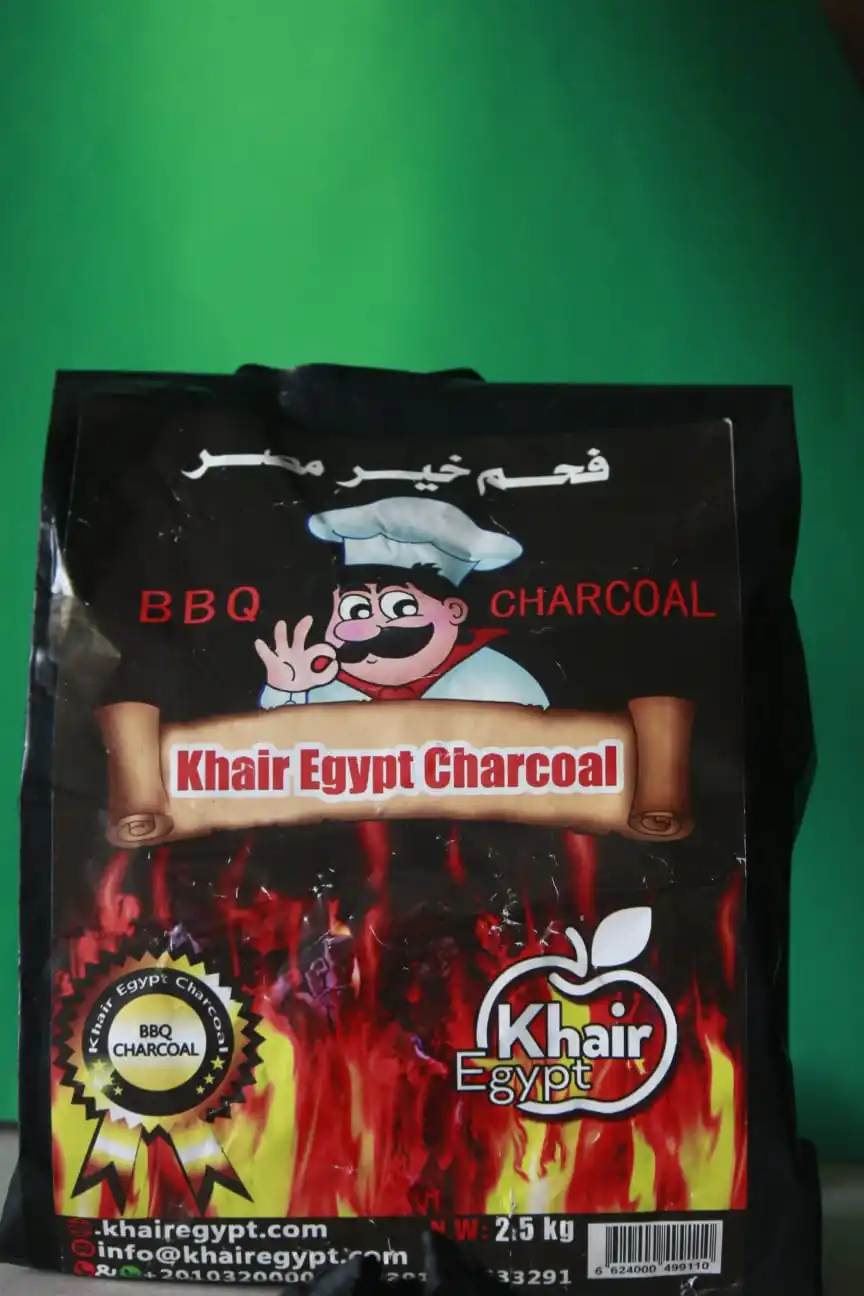 فحم خير مصر
BBQ CHARCOAL
Khair Egypt Charcoal
Khair Egypt Charcoal
BBQ
CHARCOAL
Khair
Egypt
.khairegypt.com
info@khairegypt.com
&
N.W: 2.5 kg
6 624000 499110